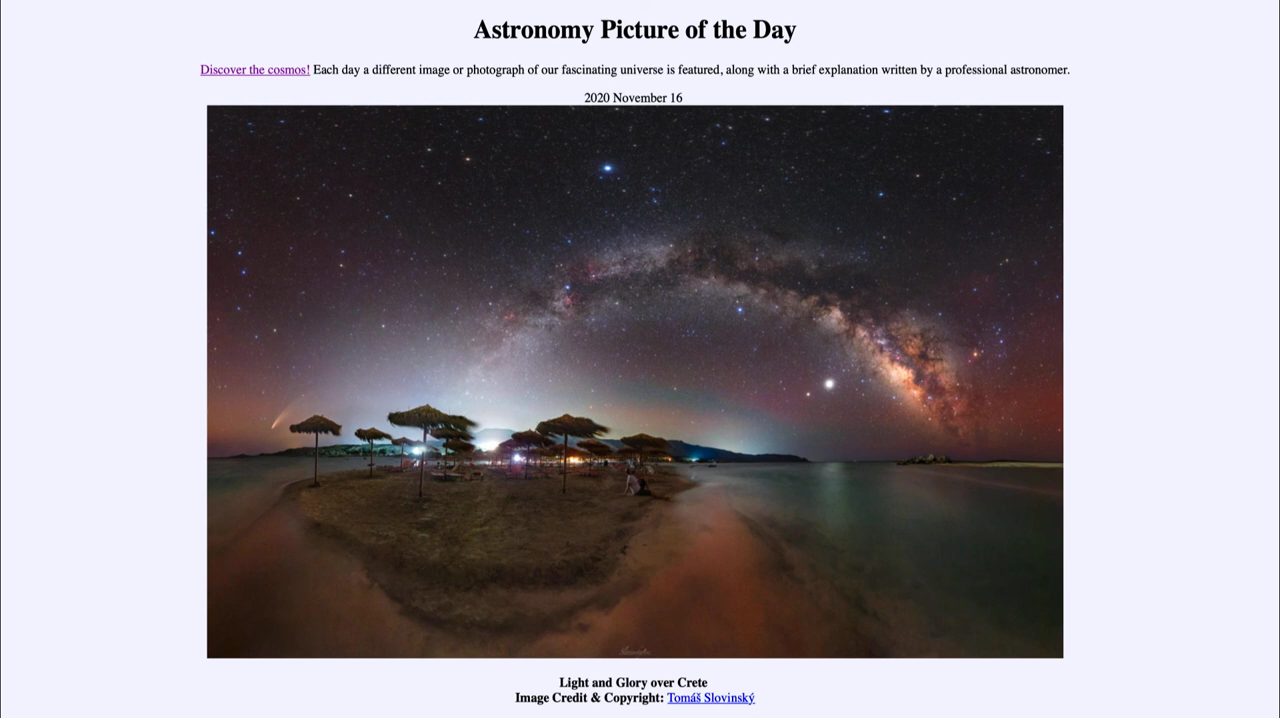 Astronomy Picture of the Day
Discover the cosmos! Each day a different image or photograph of our fascinating universe is featured, along with a brief explanation written by a professional astronomer.
2020 November 16
Light and Glory over Crete
Image Credit & Copyright: Tomáš Slovinský